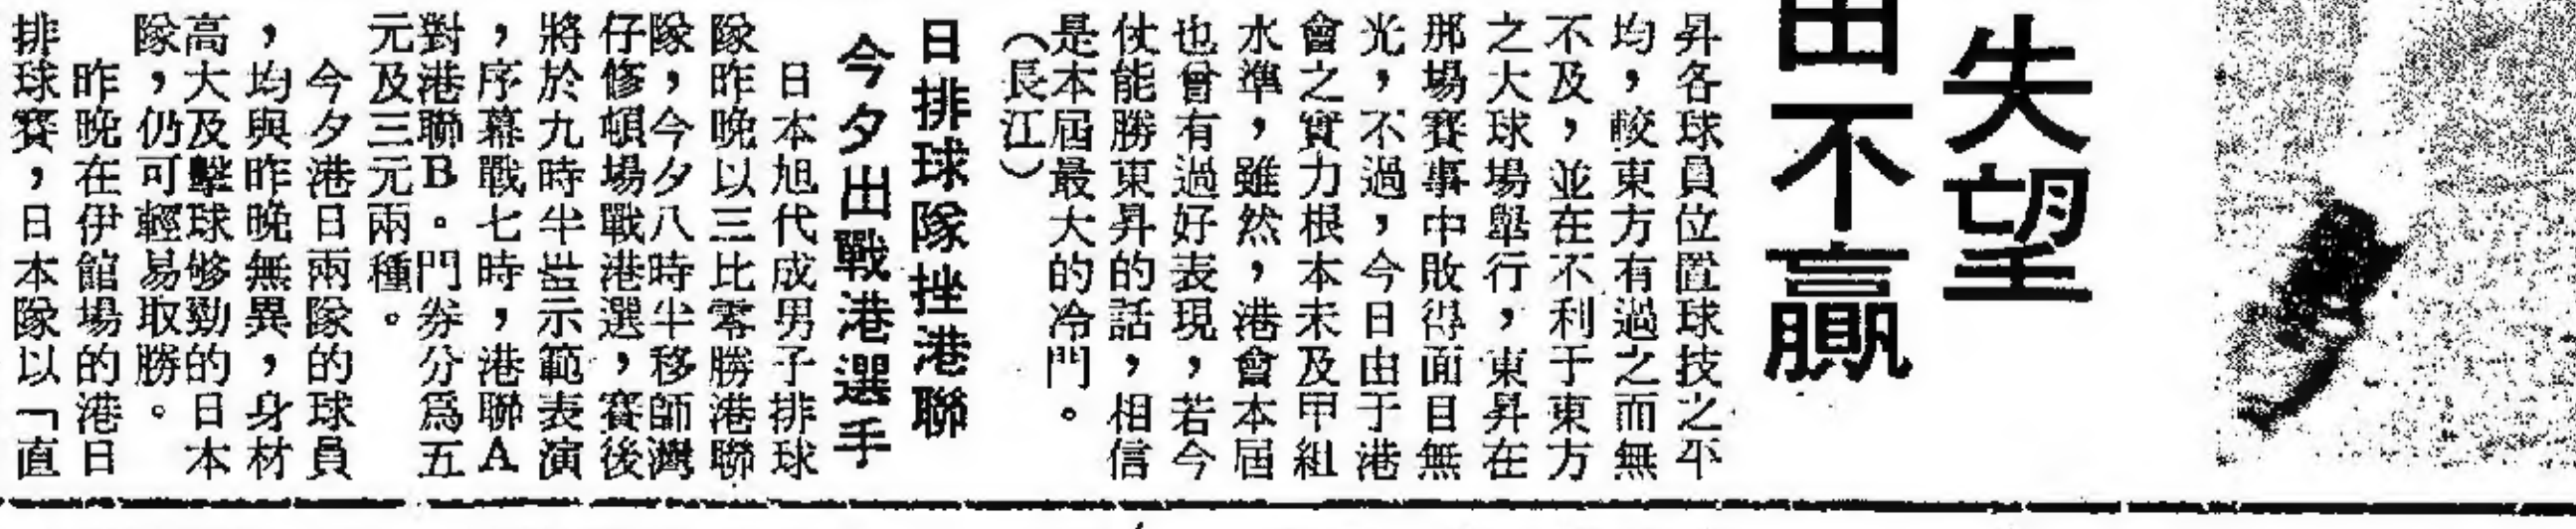 失望
由不贏
昇各球員位置球技之平
均，較東方有過之而無
不及，並在不利于東方
之大球場舉行，東昇在
那場賽事中敗得面目無
光，不過，今日由于港
會之實力根本未及甲組
水準，雖然，港會本屆
也曾有過好表現，若今
仗能勝東昇的話，相信
是本屆最大的冷門。
（長江）
日排球隊挫港聯
今夕出戰港選手
日本旭代成男子排球
隊昨晚以三比零勝港聯
隊，今夕八時半移師灣
仔修頓場戰港選，賽後
將於九時半作示範表演
，序幕戰七時，港聯A
對港聯B。門券分爲五
元及三元兩種。
今夕港日兩隊的球員
，均與昨晚無異，身材
高大及擊球够勁的日本
隊，仍可輕易取勝。
昨晚在伊館場的港日
排球賽，日本隊以「直